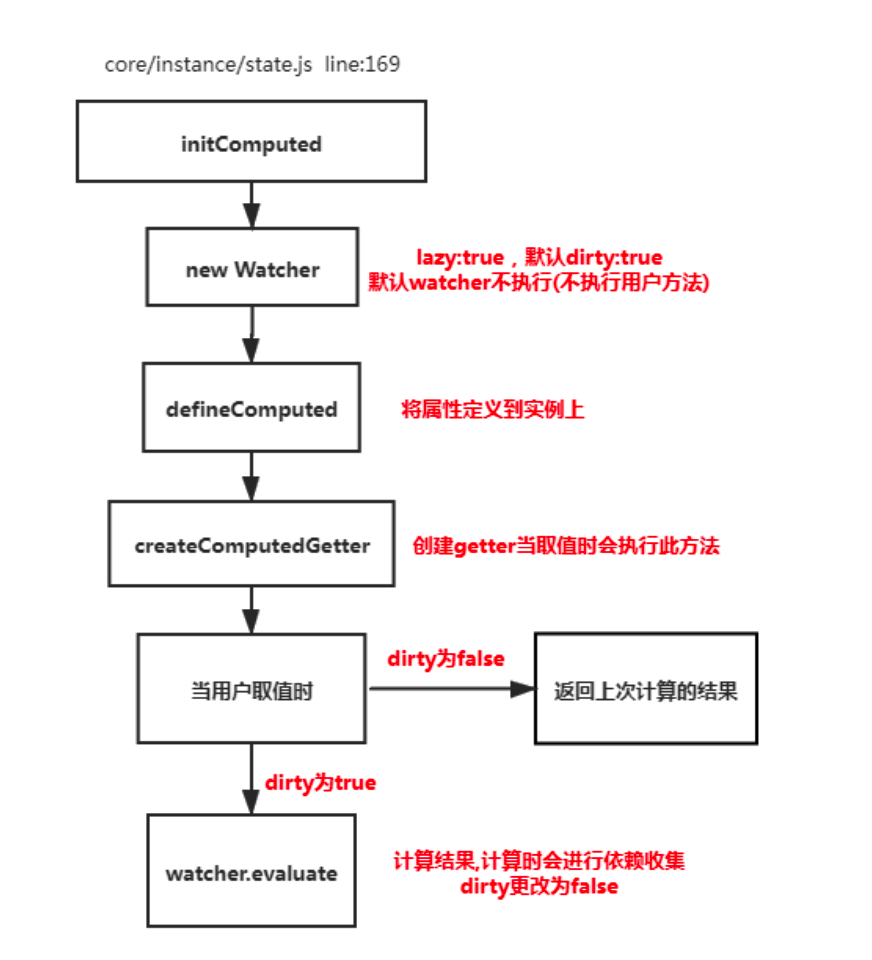 core/instance/state.js  line:169
initComputed
new Watcher
lazy:true，默认dirty:true
默认watcher不执行(不执行用户方法)
defineComputed
将属性定义到实例上
createComputedGetter
创建getter当取值时会执行此方法
当用户取值时
dirty为false
返回上次计算的结果
dirty为true
watcher.evaluate
计算结果,计算时会进行依赖收集
dirty更改为false